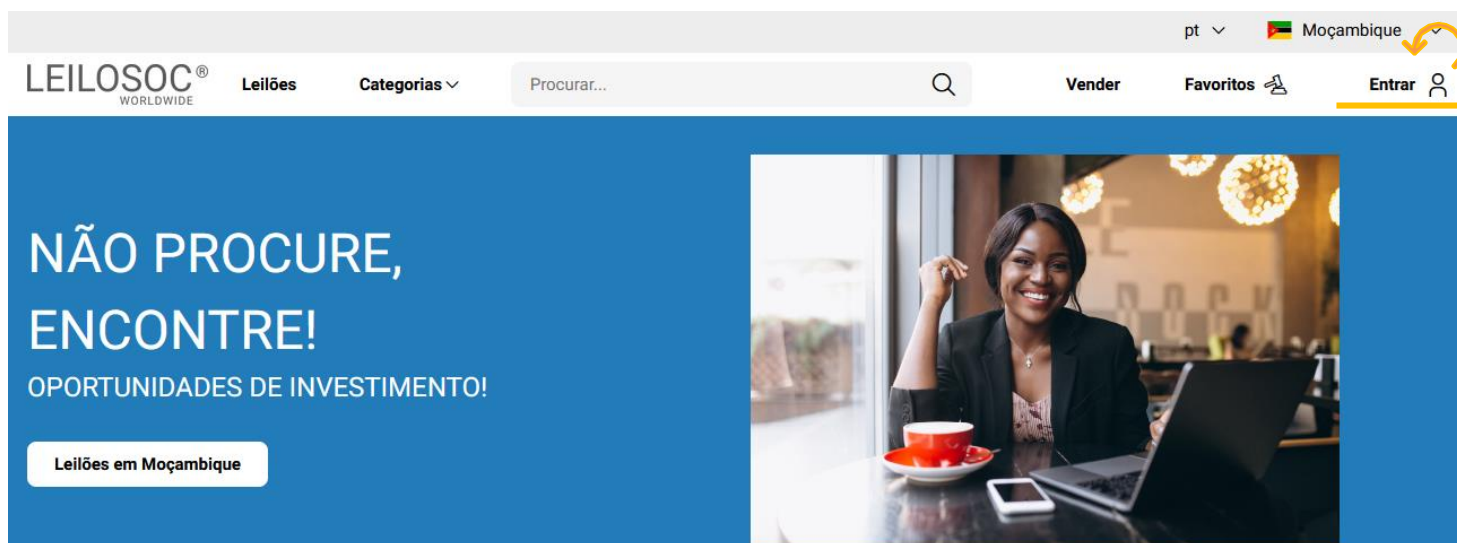 pt Moçambique
LEILOSOC®
WORLDWIDE
Leilões Categorias Procurar... Vender Favoritos Entrar
NÃO PROCURE,
ENCONTRE!
OPORTUNIDADES DE INVESTIMENTO!
Leilões em Moçambique